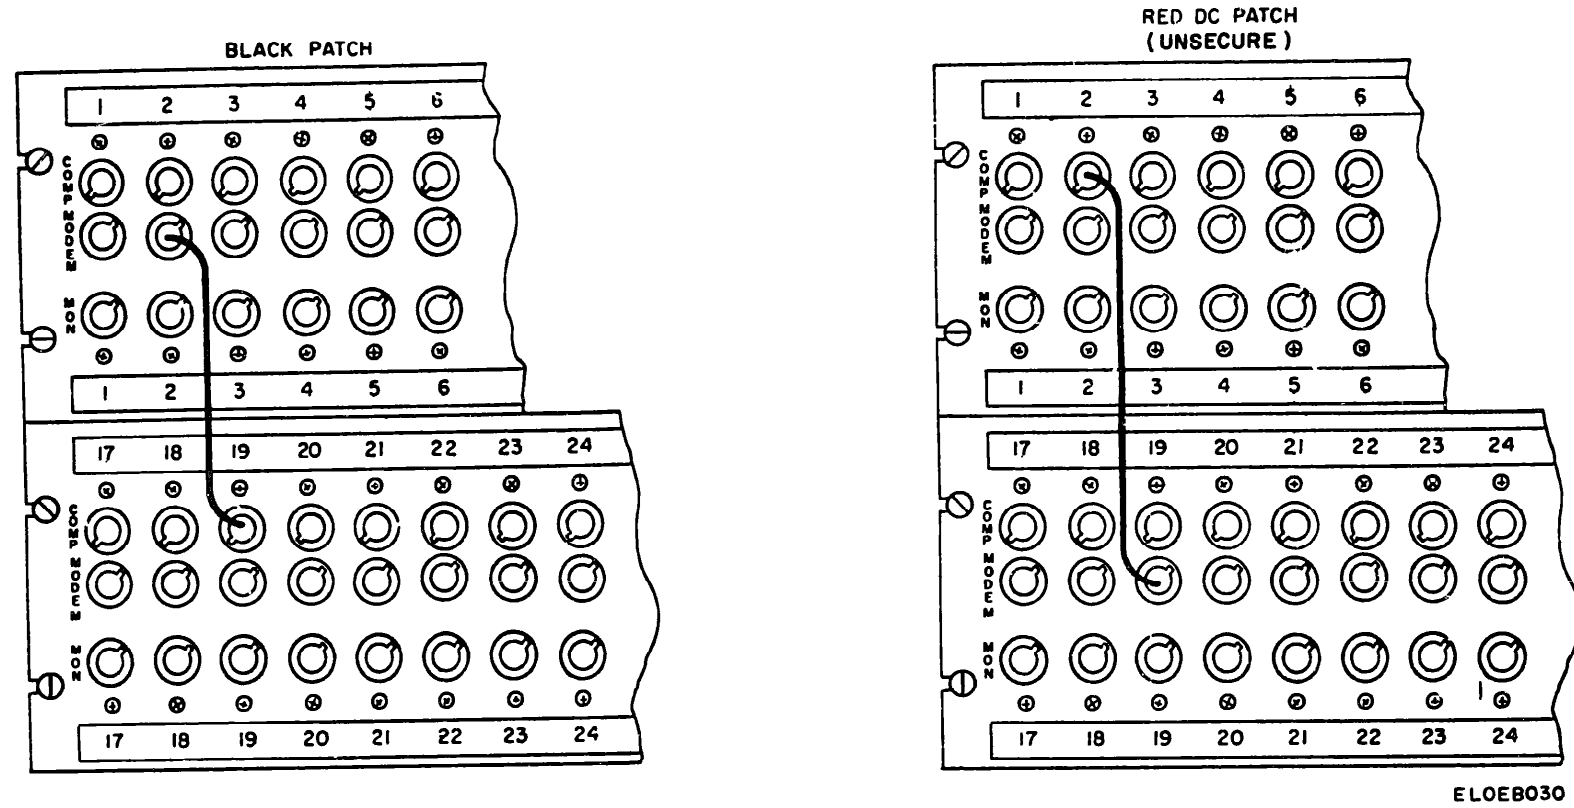 BLACK PATCH
1 2 3 4 5 6
COMP
MODEM
MON
1 2 3 4 5 6
17 18 19 20 21 22 23 24
COMP
MODEM
MON
17 18 19 20 21 22 23 24
RED DC PATCH
(UNSECURE)
1 2 3 4 5 6
COMP
MODEM
MON
1 2 3 4 5 6
17 18 19 20 21 22 23 24
COMP
MODEM
MON
17 18 19 20 21 22 23 24
ELOEB030